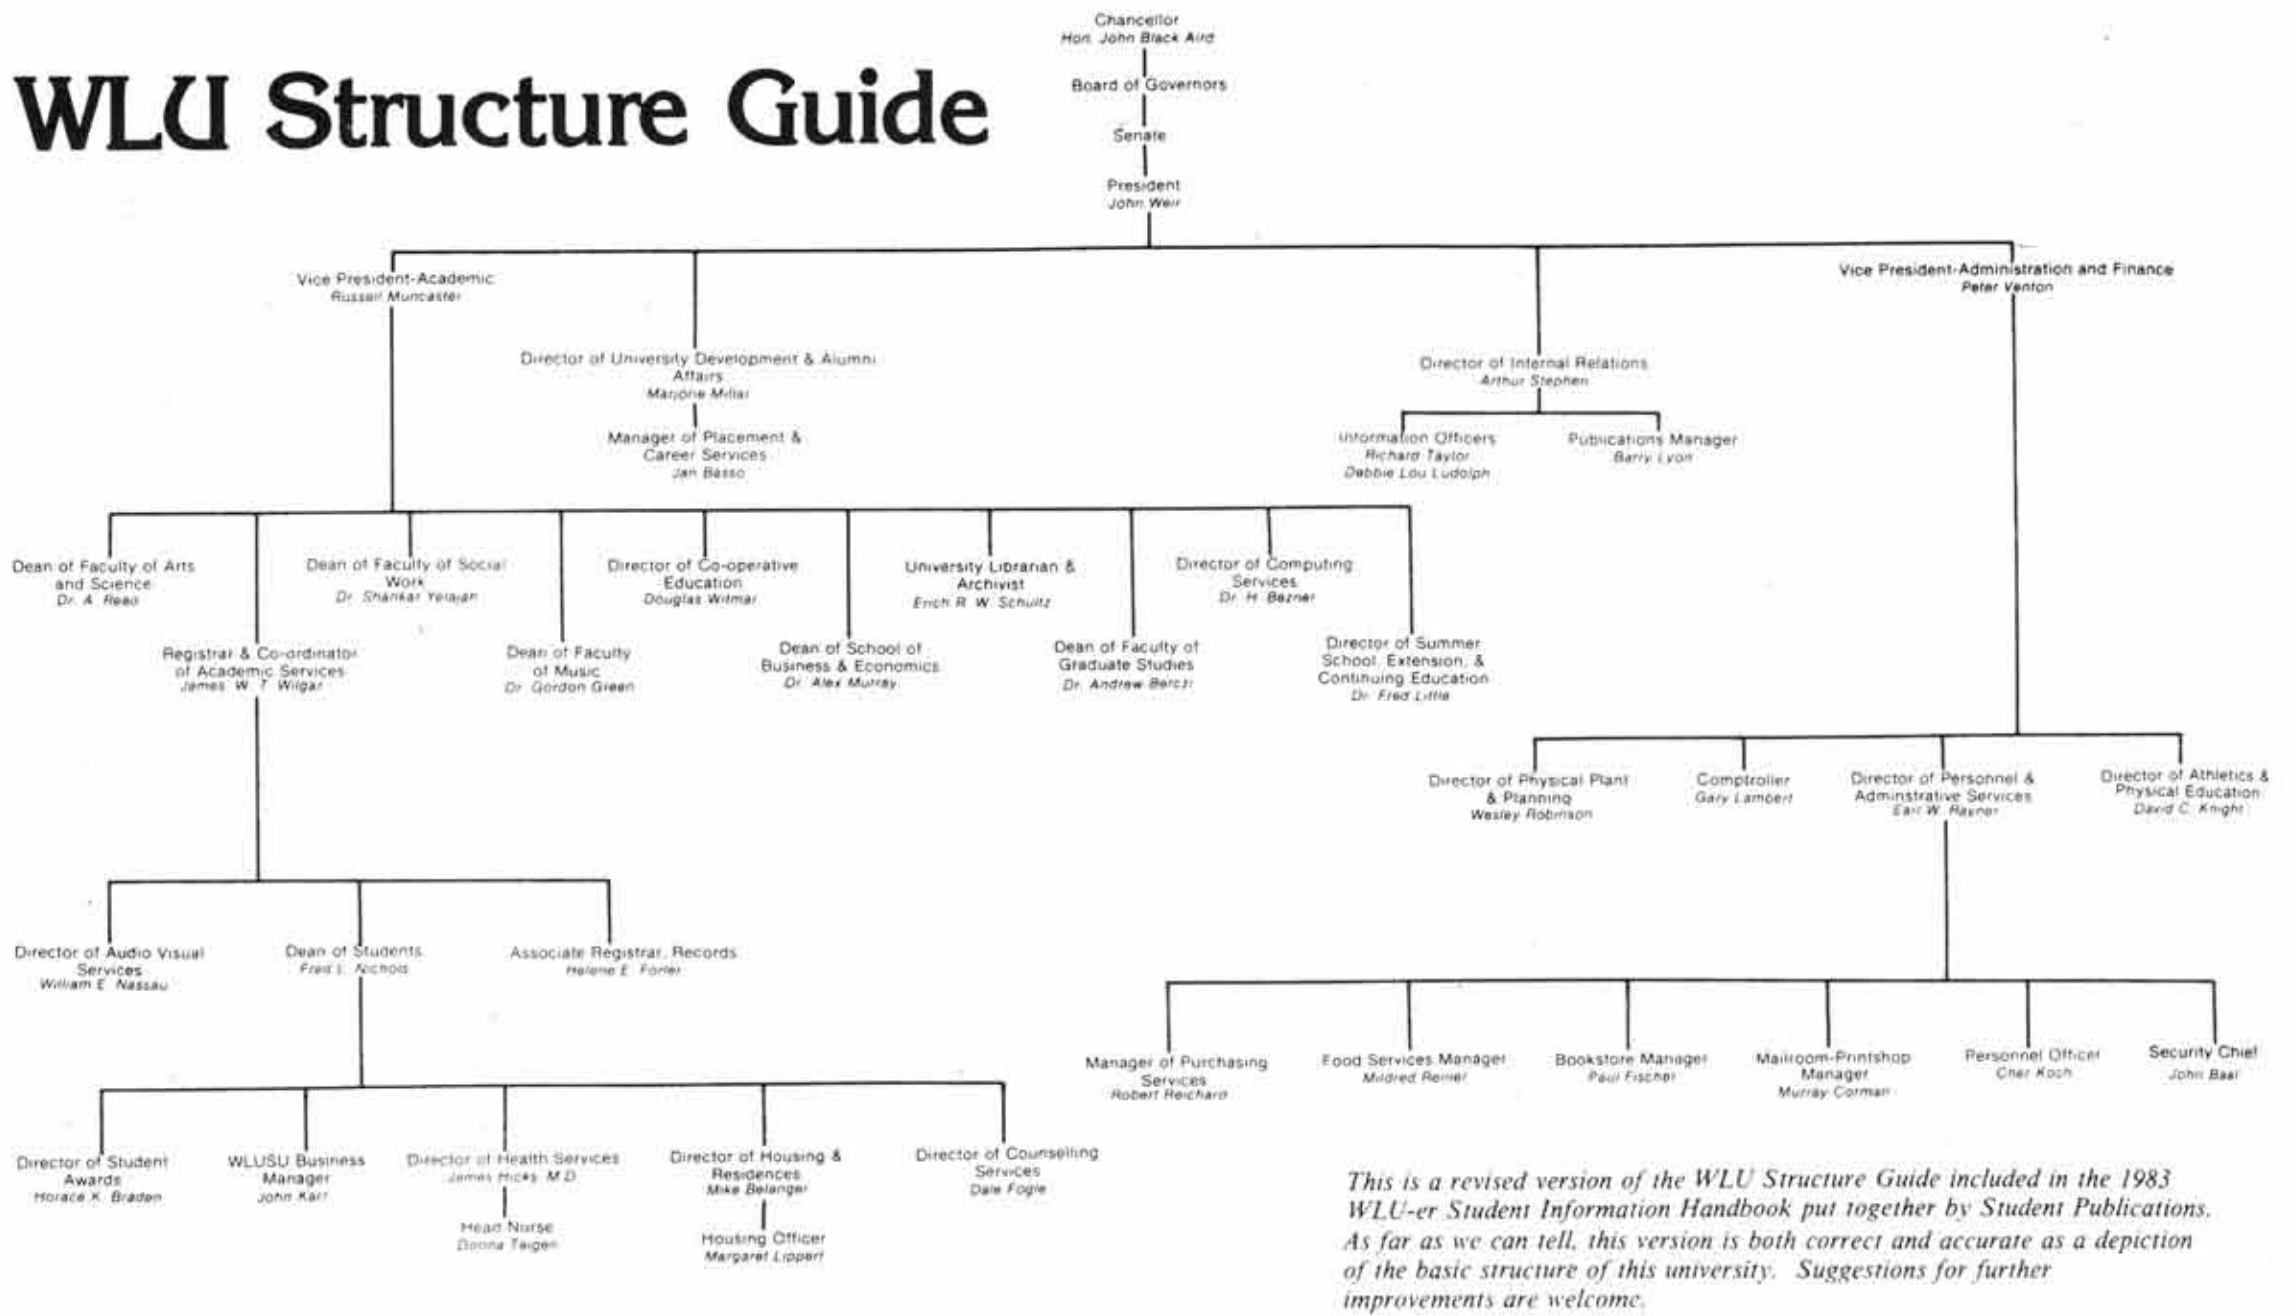 Chancellor
Hon. John Black Aird
Board of Governors
Senate
President
John Weir
WLU Structure Guide
Vice President-Academic
Russell Muncaster
Vice President-Administration and Finance
Peter Venton
Director of University Development & Alumni
Affairs
Marjorie Millar
Manager of Placement &
Career Services
Jan Basso
Director of Internal Relations
Arthur Stephen
Information Officers
Richard Taylor
Debbie Lou Ludolph
Publications Manager
Barry Lyon
Dean of Faculty of Arts
and Science
Dr. A. Read
Registrar & Co-ordinator
of Academic Services
James W. T. Wilgar
Dean of Faculty of Social
Work
Dr. Shankar Yelajah
Dean of Faculty
of Music
Dr. Gordon Green
Director of Co-operative
Education
Douglas Witmer
Dean of School of
Business & Economics
Dr. Alex Murray
University Librarian &
Archivist
Erich R. W. Schultz
Dean of Faculty of
Graduate Studies
Dr. Andrew Berczi
Director of Computing
Services
Dr. H. Bezner
Director of Summer
School, Extension, &
Continuing Education
Dr. Fred Little
Director of Physical Plant
& Planning
Wesley Robinson
Comptroller
Gary Lambert
Director of Personnel &
Adminstrative Services
Earl W. Rayner
Director of Athletics &
Physical Education
David C. Knight
Director of Audio Visual
Services
William E. Nassau
Dean of Students
Fred L. Nichols
Associate Registrar, Records
Helene E. Forler
Manager of Purchasing
Services
Robert Reichard
Food Services Manager
Mildred
Bookstore Manager
Paul Fischer
Mailroom-Printshop
Manager
Murray Corman
Personnel Officer
Cher Koch
Security Chief
John Baal
Director of Student
Awards
Horace K. Braden
WLUSU Business
Manager
John Karr
Director of Health Services
James Hicks M.D.
Head Nurse
Donna Teigen
Director of Housing &
Residences
Mike Belanger
Housing Officer
Margaret Lippert
Director of Counselling
Services
Dale Fogle
This is a revised version of the WLU Structure Guide included in the 1983
WLU-er Student Information Handbook put together by Student Publications.
As far as we can tell, this version is both correct and accurate as a depiction
of the basic structure of this university. Suggestions for further
improvements are welcome.